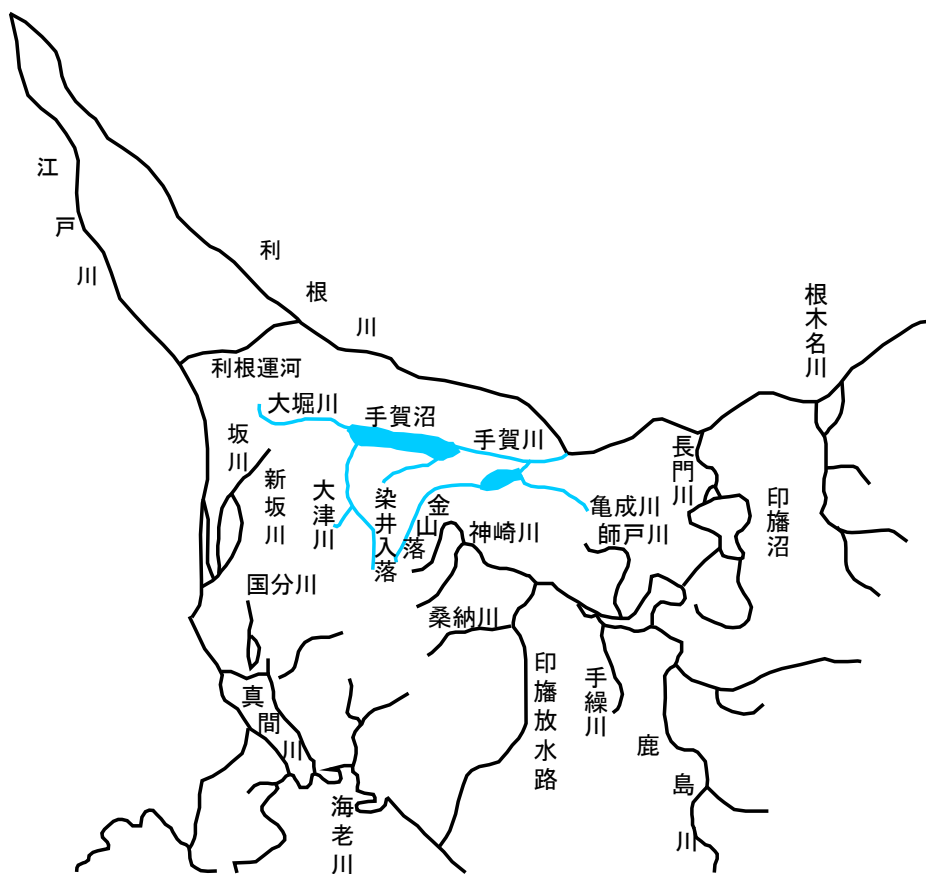 江戸川
利根川
根木名川
利根運河
大堀川
手賀沼
手賀川
坂川
新坂川
大津川
染井入落
金山落
神崎川
亀成川
師戸川
長門川
印旛沼
国分川
桑納川
真間川
海老川
印旛放水路
手繰川
鹿島川